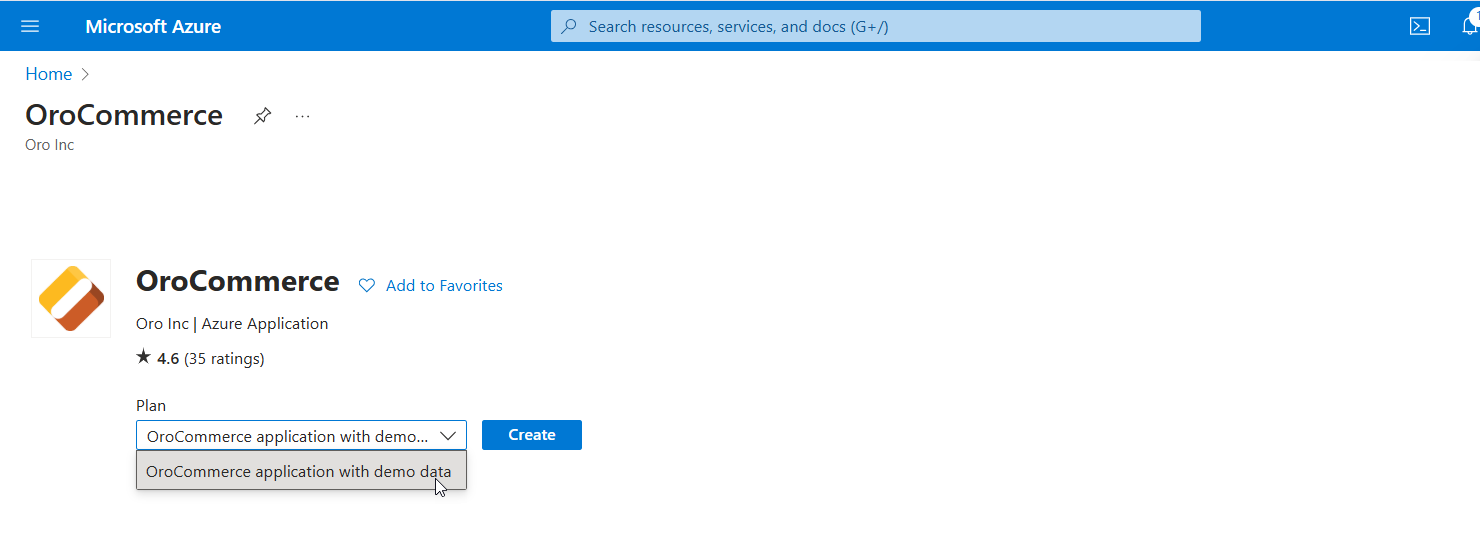 Microsoft Azure
Search resources, services, and docs (G+/)
Home
OroCommerce
...
Oro Inc
OroCommerce
Add to Favorites
Oro Inc | Azure Application
4.6 (35 ratings)
Plan
OroCommerce application with demo...
Create
OroCommerce application with demo data